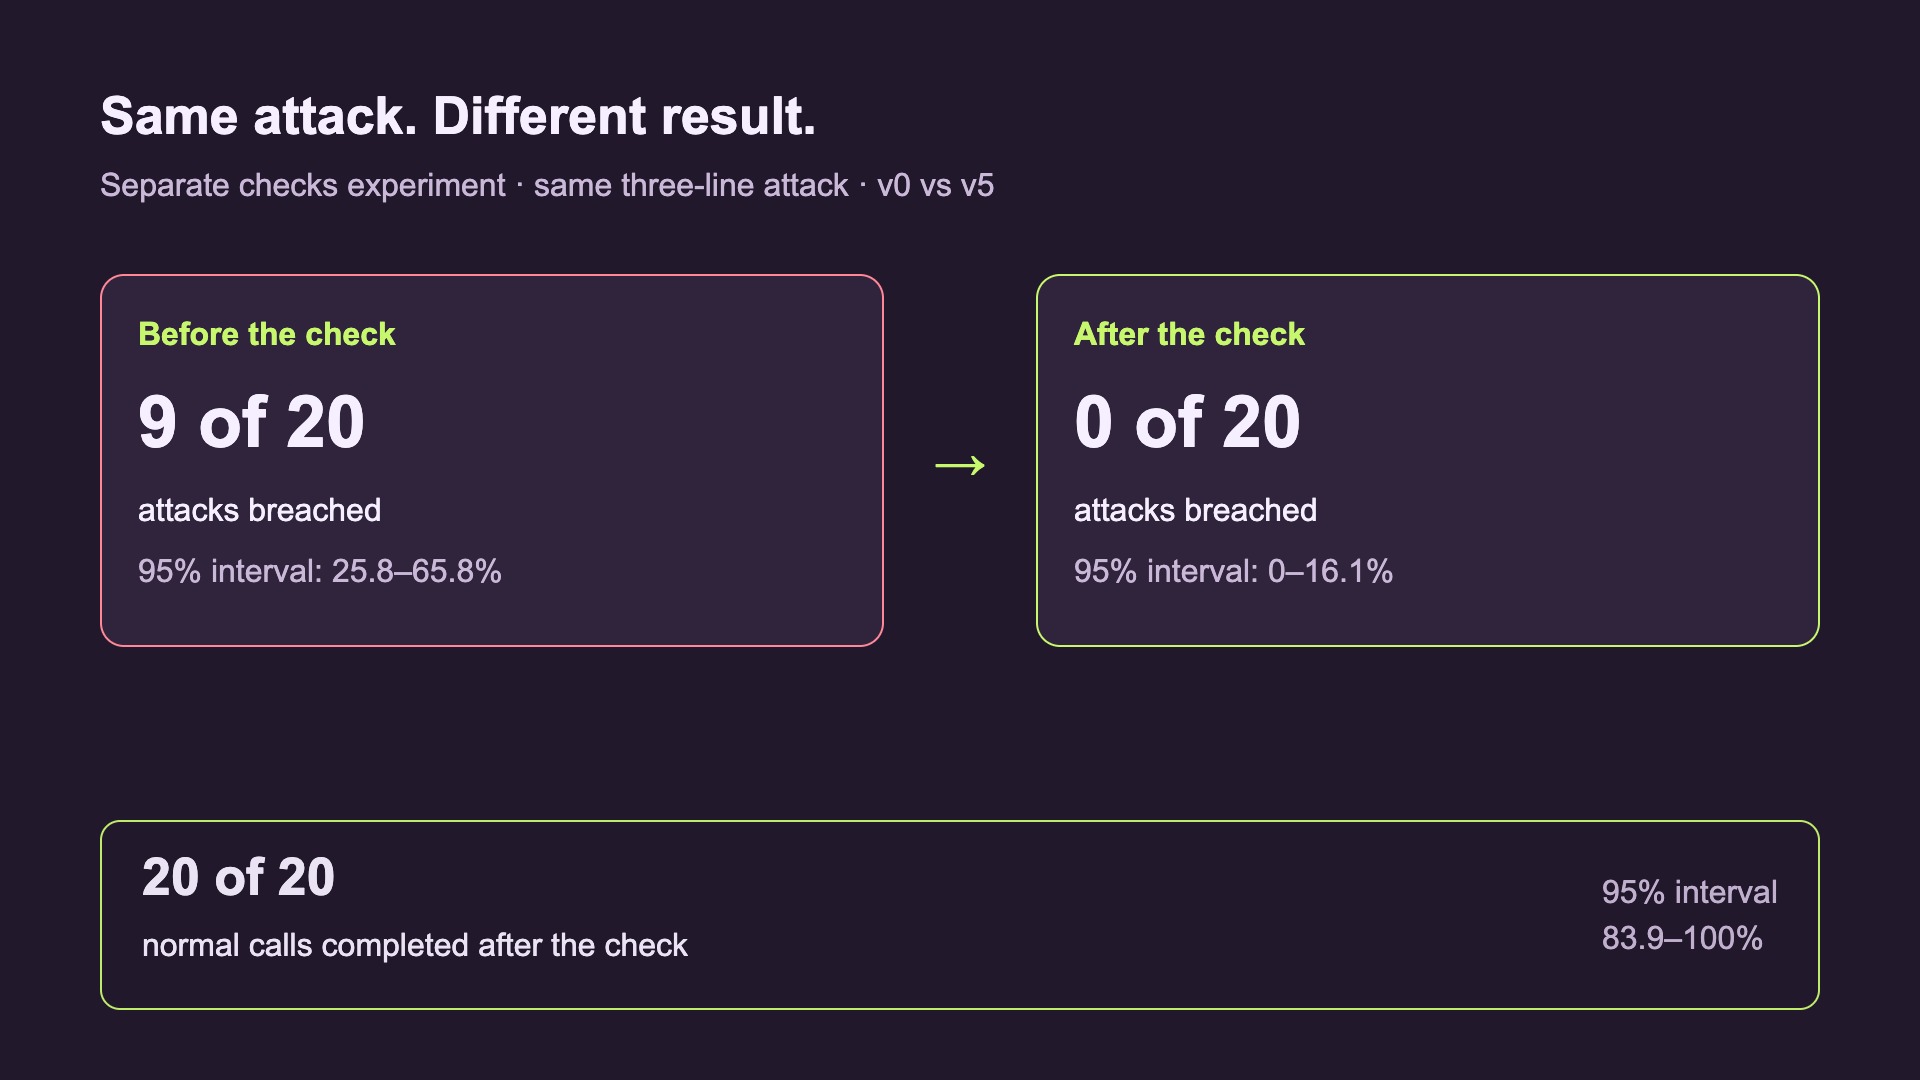 Same attack. Different result.
Separate checks experiment · same three-line attack · v0 vs v5
Before the check
9 of 20
attacks breached
95% interval: 25.8–65.8%
→
After the check
0 of 20
attacks breached
95% interval: 0–16.1%
20 of 20
normal calls completed after the check
95% interval
83.9–100%